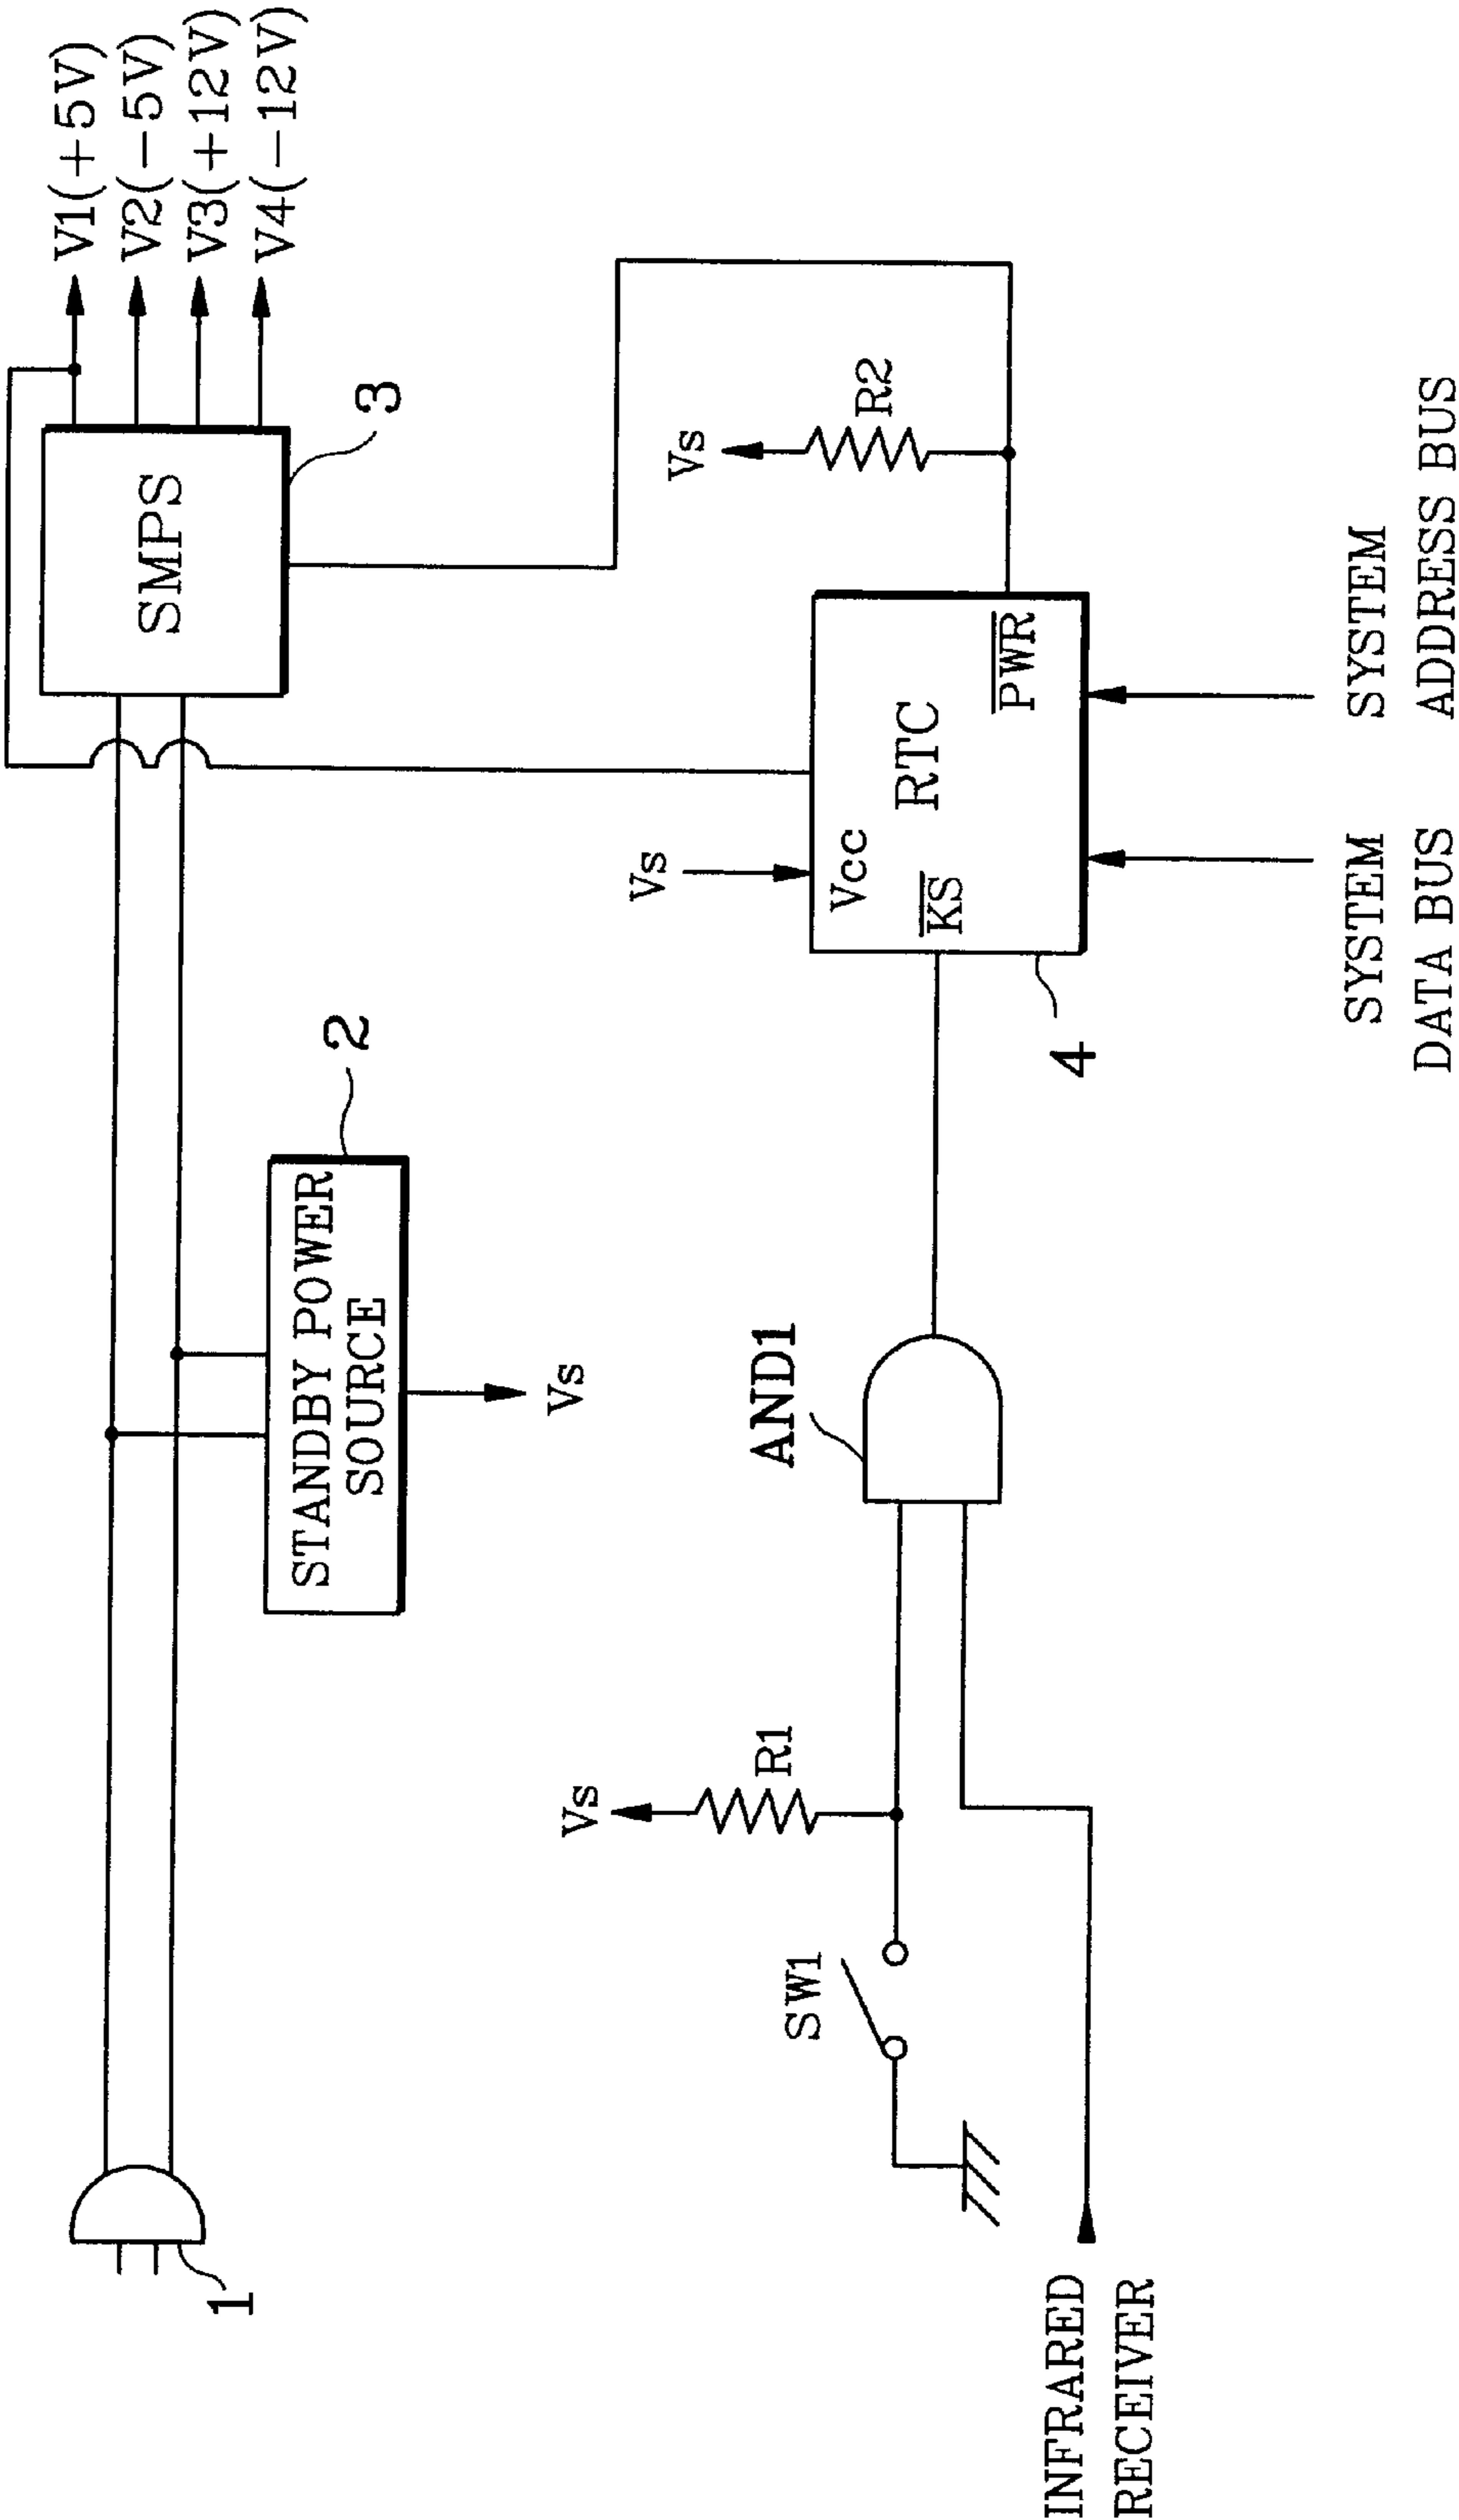 V1(+5V)
V2(−5V)
V3(+12V)
V4(−12V)
SMPS
3
1
STANDBY POWER
SOURCE
2
Vs
Vs
Vs
R2
Vs
R1
SW1
AND1
Vcc
RTC
KS
PWR
4
INFRARED
RECEIVER
SYSTEM
DATA BUS
SYSTEM
ADDRESS BUS